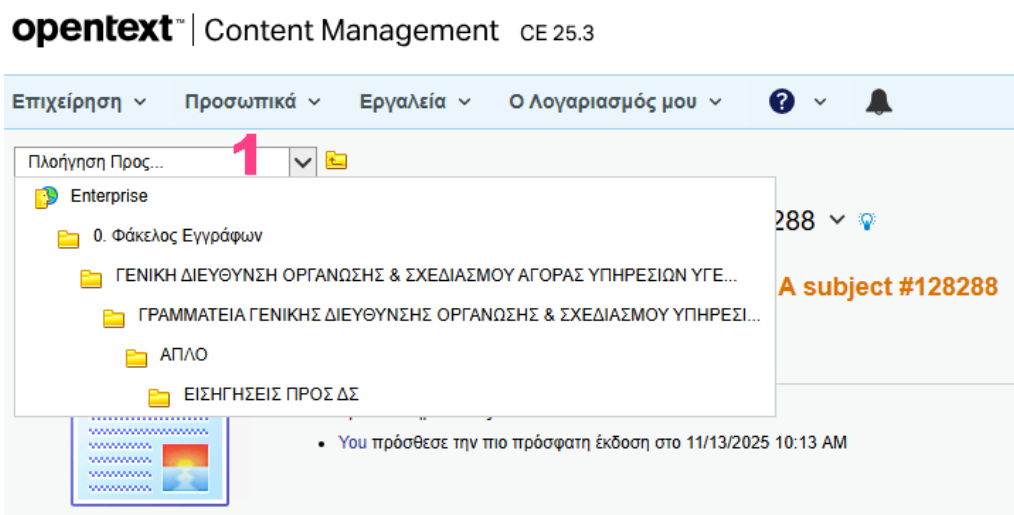 opentext™ | Content Management CE 25.3
Επιχείρηση Προσωπικά Εργαλεία Ο Λογαριασμός μου ?
1
Πλοήγηση Προς...
Enterprise
288
0. Φάκελος Εγγράφων
ΓΕΝΙΚΗ ΔΙΕΥΘΥΝΣΗ ΟΡΓΑΝΩΣΗΣ & ΣΧΕΔΙΑΣΜΟΥ ΑΓΟΡΑΣ ΥΠΗΡΕΣΙΩΝ ΥΓΕ...
A subject #128288
ΓΡΑΜΜΑΤΕΙΑ ΓΕΝΙΚΗΣ ΔΙΕΥΘΥΝΣΗΣ ΟΡΓΑΝΩΣΗΣ & ΣΧΕΔΙΑΣΜΟΥ ΥΠΗΡΕΣΙ...
ΑΠΛΟ
ΕΙΣΗΓΗΣΕΙΣ ΠΡΟΣ ΔΣ
• You πρόσθεσε την πιο πρόσφατη έκδοση στο 11/13/2025 10:13 AM